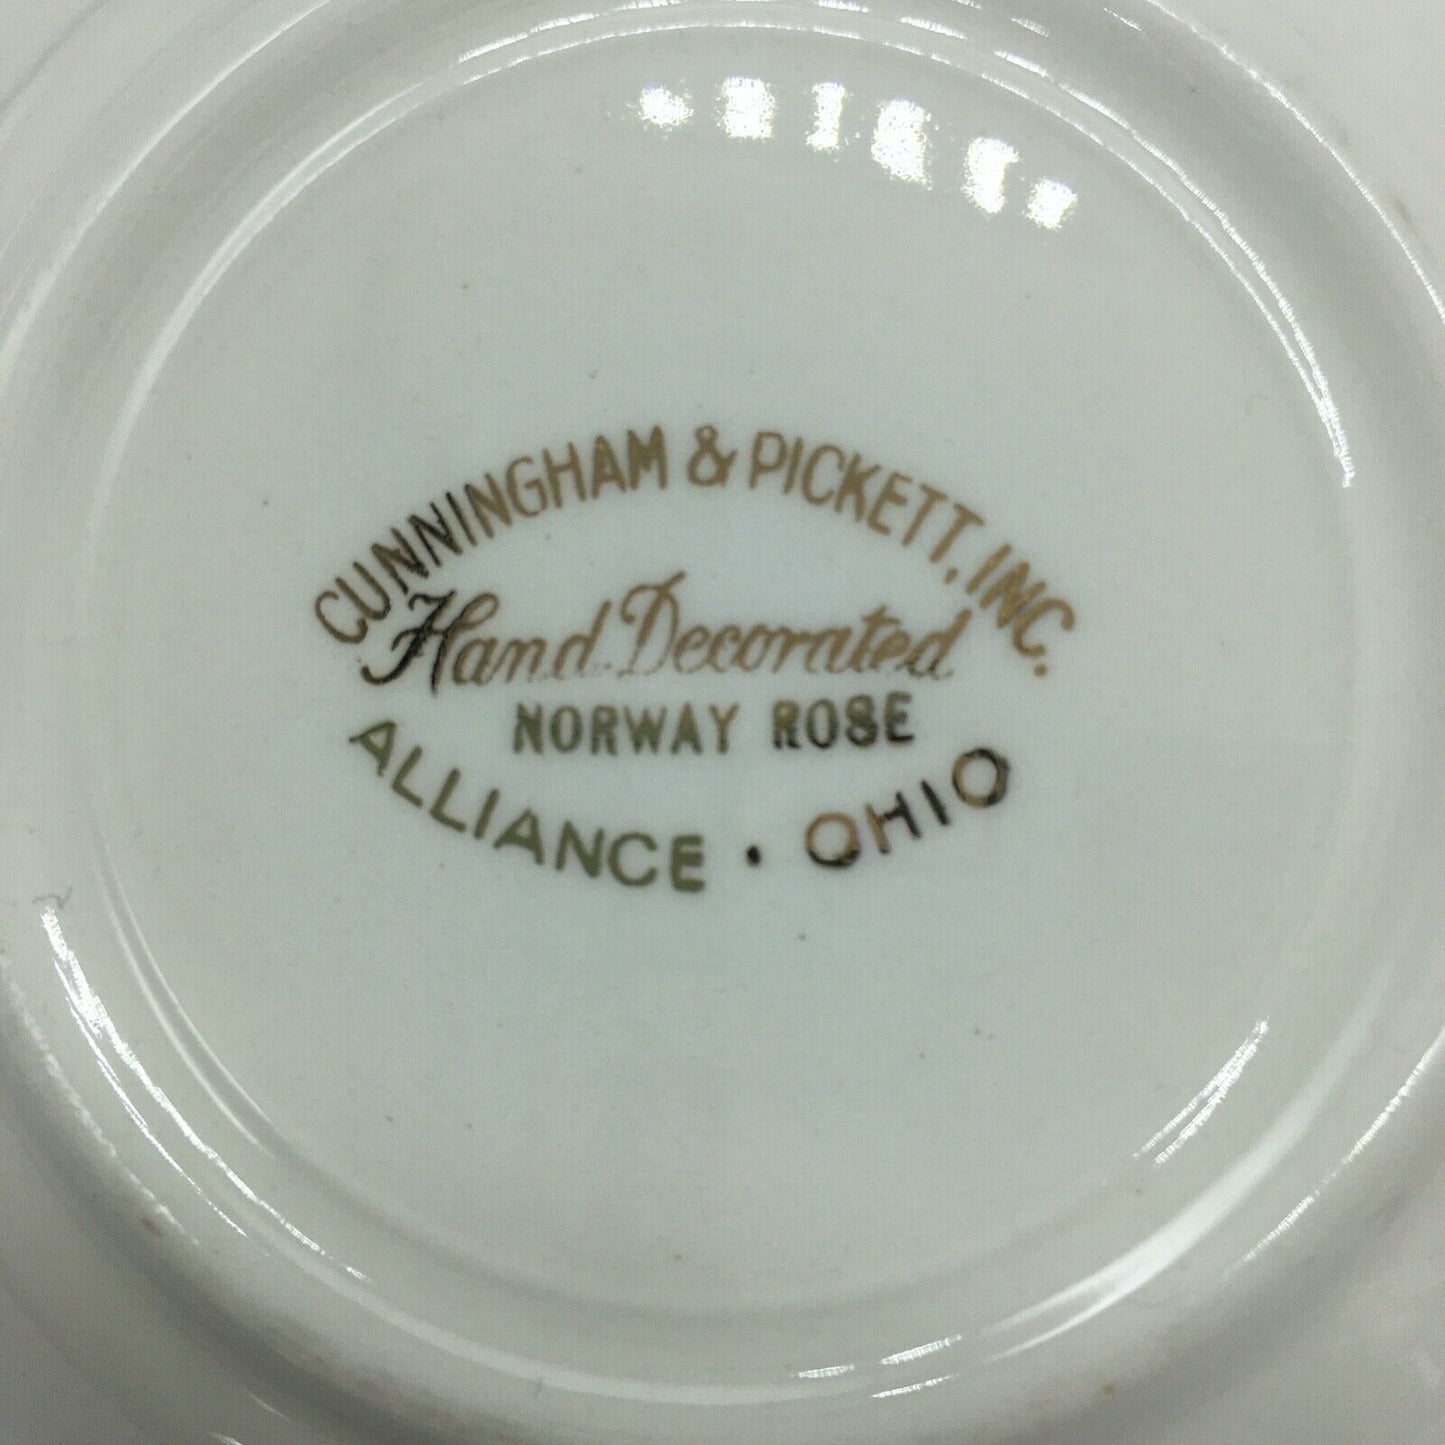 CUNNINGHAM & PICKETT, INC.
Hand Decorated
NORWAY ROSE
ALLIANCE • OHIO